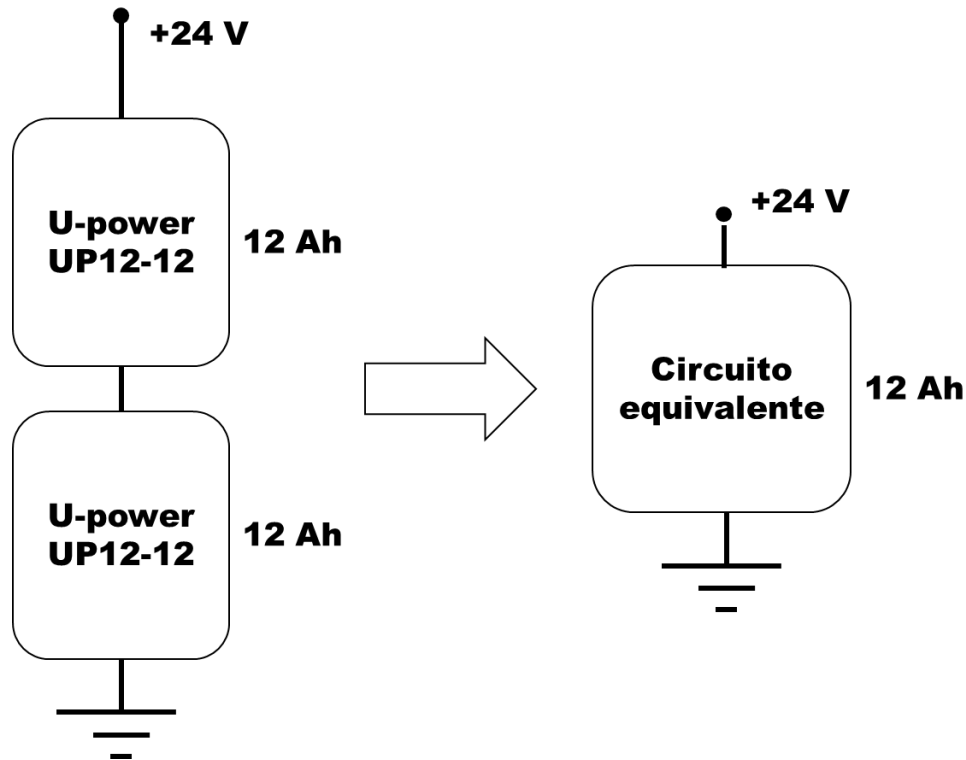 +24 V
U-power
UP12-12
12 Ah
U-power
UP12-12
12 Ah
+24 V
Circuito
equivalente
12 Ah